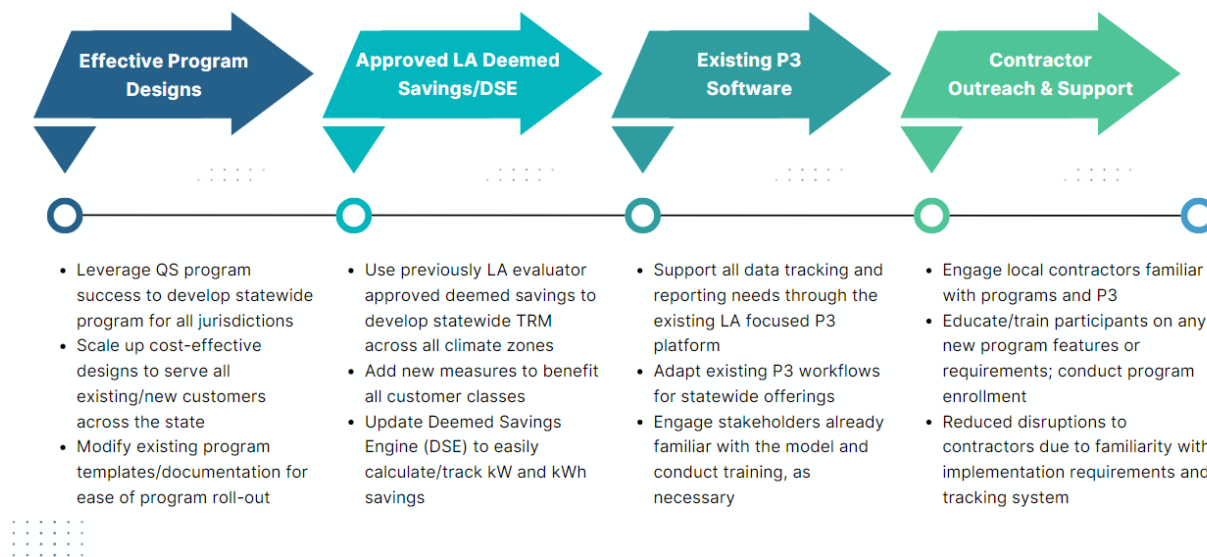 Effective Program
Designs
Approved LA Deemed
Savings/DSE
Existing P3
Software
Contractor
Outreach & Support
• Leverage QS program
success to develop statewide
program for all jurisdictions
• Scale up cost-effective
designs to serve all
existing/new customers
across the state
• Modify existing program
templates/documentation for
ease of program roll-out
• Use previously LA evaluator
approved deemed savings to
develop statewide TRM
across all climate zones
• Add new measures to benefit
all customer classes
• Update Deemed Savings
Engine (DSE) to easily
calculate/track kW and kWh
savings
• Support all data tracking and
reporting needs through the
existing LA focused P3
platform
• Adapt existing P3 workflows
for statewide offerings
• Engage stakeholders already
familiar with the model and
conduct training, as
necessary
• Engage local contractors familiar
with programs and P3
• Educate/train participants on any
new program features or
requirements; conduct program
enrollment
• Reduced disruptions to
contractors due to familiarity with
implementation requirements and
tracking system